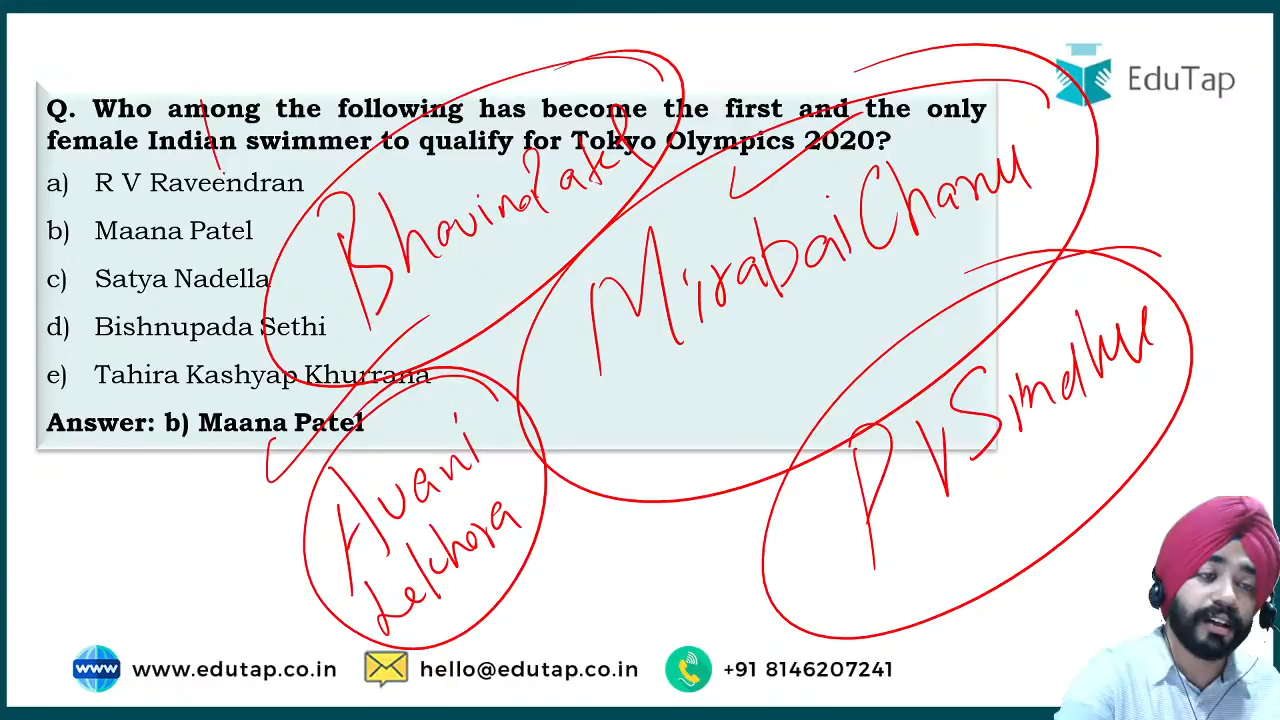 EduTap
Q. Who among the following has become the first and the only
female Indian swimmer to qualify for Tokyo Olympics 2020?
a) R V Raveendran
b) Maana Patel
c) Satya Nadella
d) Bishnupada Sethi
e) Tahira Kashyap Khurrana
Answer: b) Maana Patel
Bhavina Patel
Mirabai Chanu
P V Sindhu
Avani
Lekhara
www.edutap.co.in
hello@edutap.co.in
+91 8146207241
WWW